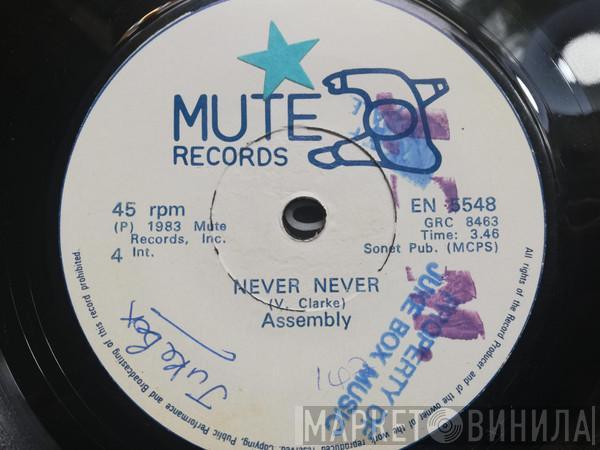 MUTE
RECORDS
45 rpm
(P) 1983 Mute
Records, Inc.
4 Int.
EN 5548
GRC 8463
Time: 3.46
Sonet Pub. (MCPS)
NEVER NEVER
(V. Clarke)
Assembly
Juke Box
PROPERTY OF
JUKE BOX MUSIC
All rights of the Record Producer and of the owner of the work reproduced reserved. Copying, Public Performance and Broadcasting of this record prohibited.
МАРКЕТ ВИНИЛА